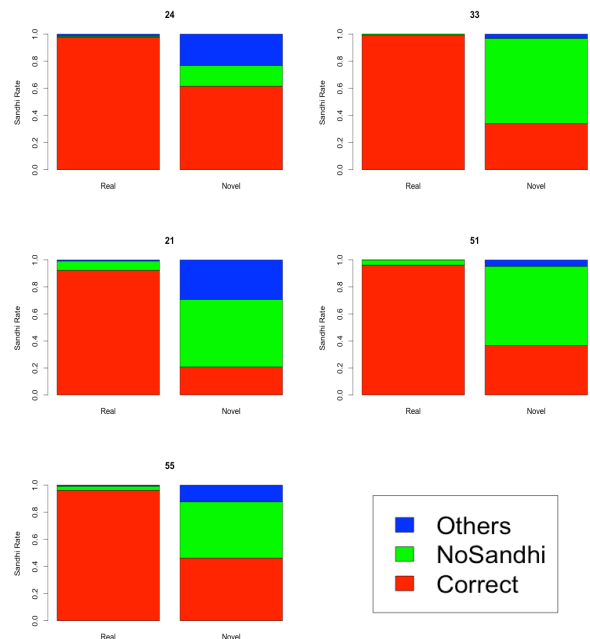 24
1.0
0.8
0.6
0.4
0.2
0.0
Sandhi Rate
Real Novel
33
1.0
0.8
0.6
0.4
0.2
0.0
Sandhi Rate
Real Novel
21
1.0
0.8
0.6
0.4
0.2
0.0
Sandhi Rate
Real Novel
51
1.0
0.8
0.6
0.4
0.2
0.0
Sandhi Rate
Real Novel
55
1.0
0.8
0.6
0.4
0.2
0.0
Sandhi Rate
Real Novel
Others
NoSandhi
Correct